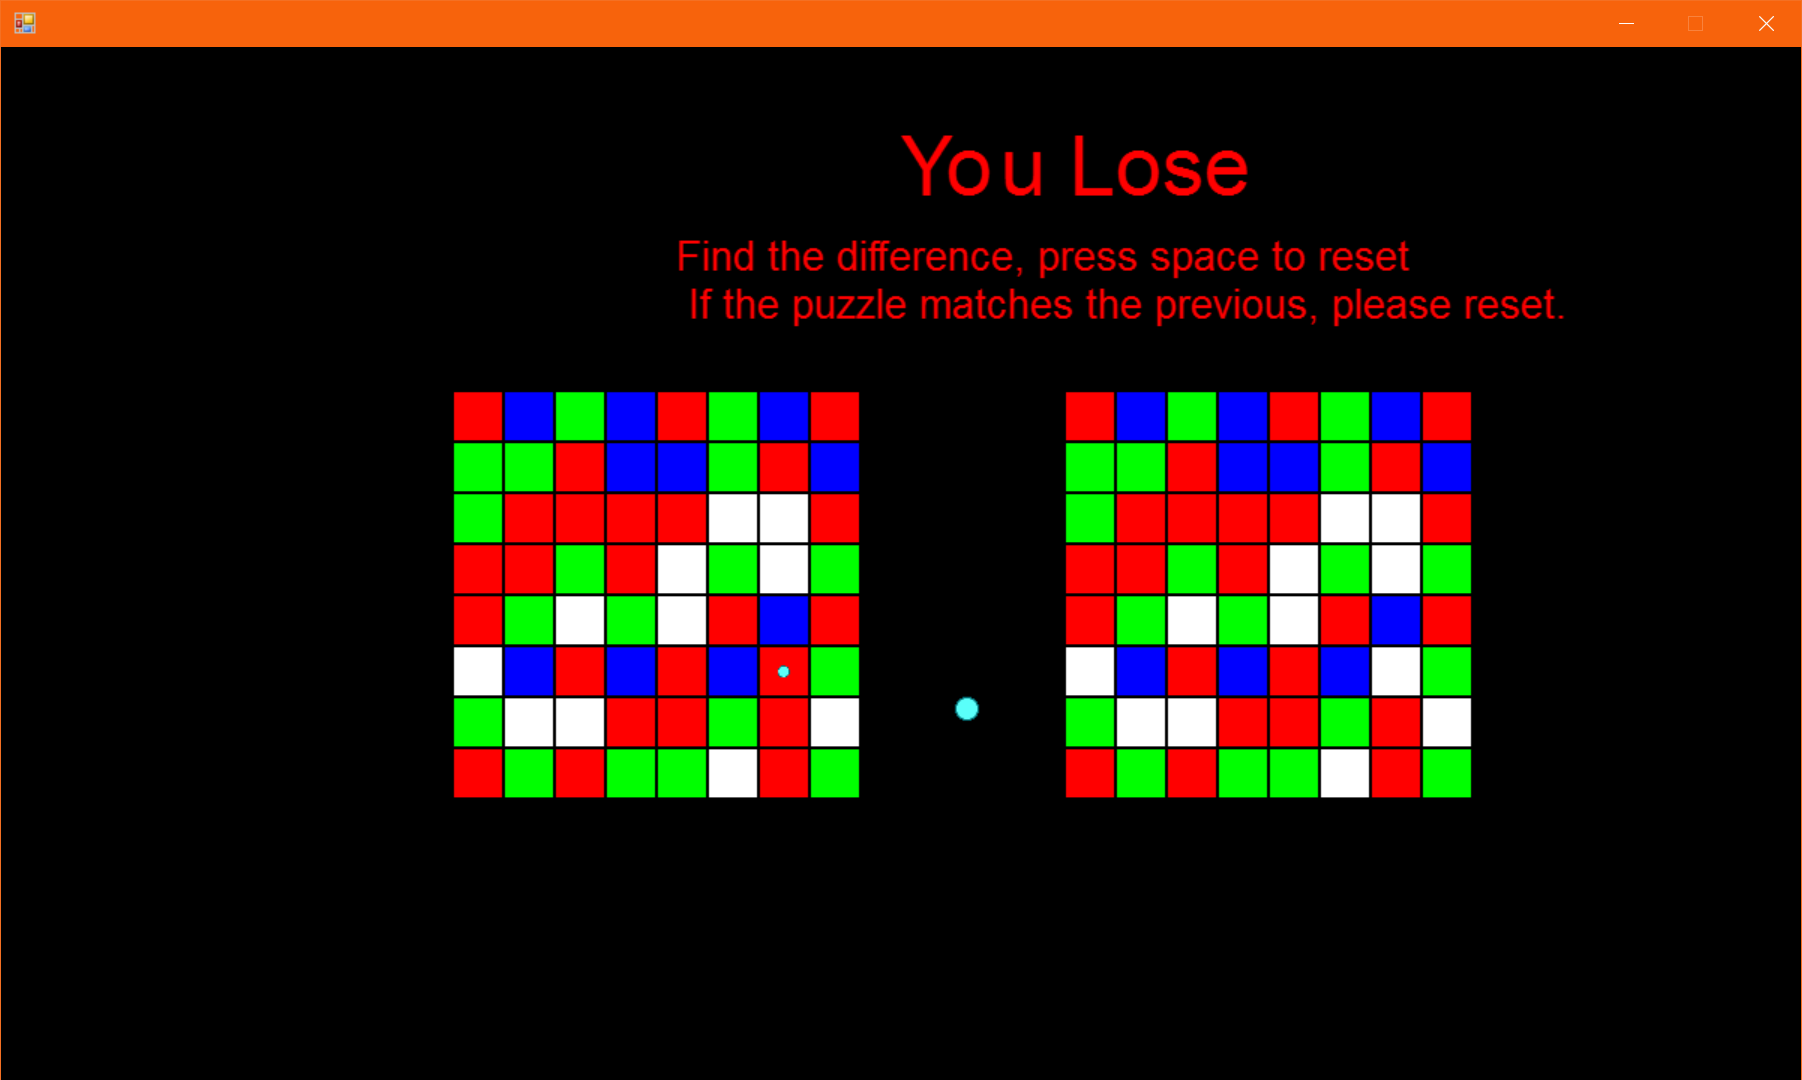 You Lose
Find the difference, press space to reset
If the puzzle matches the previous, please reset.